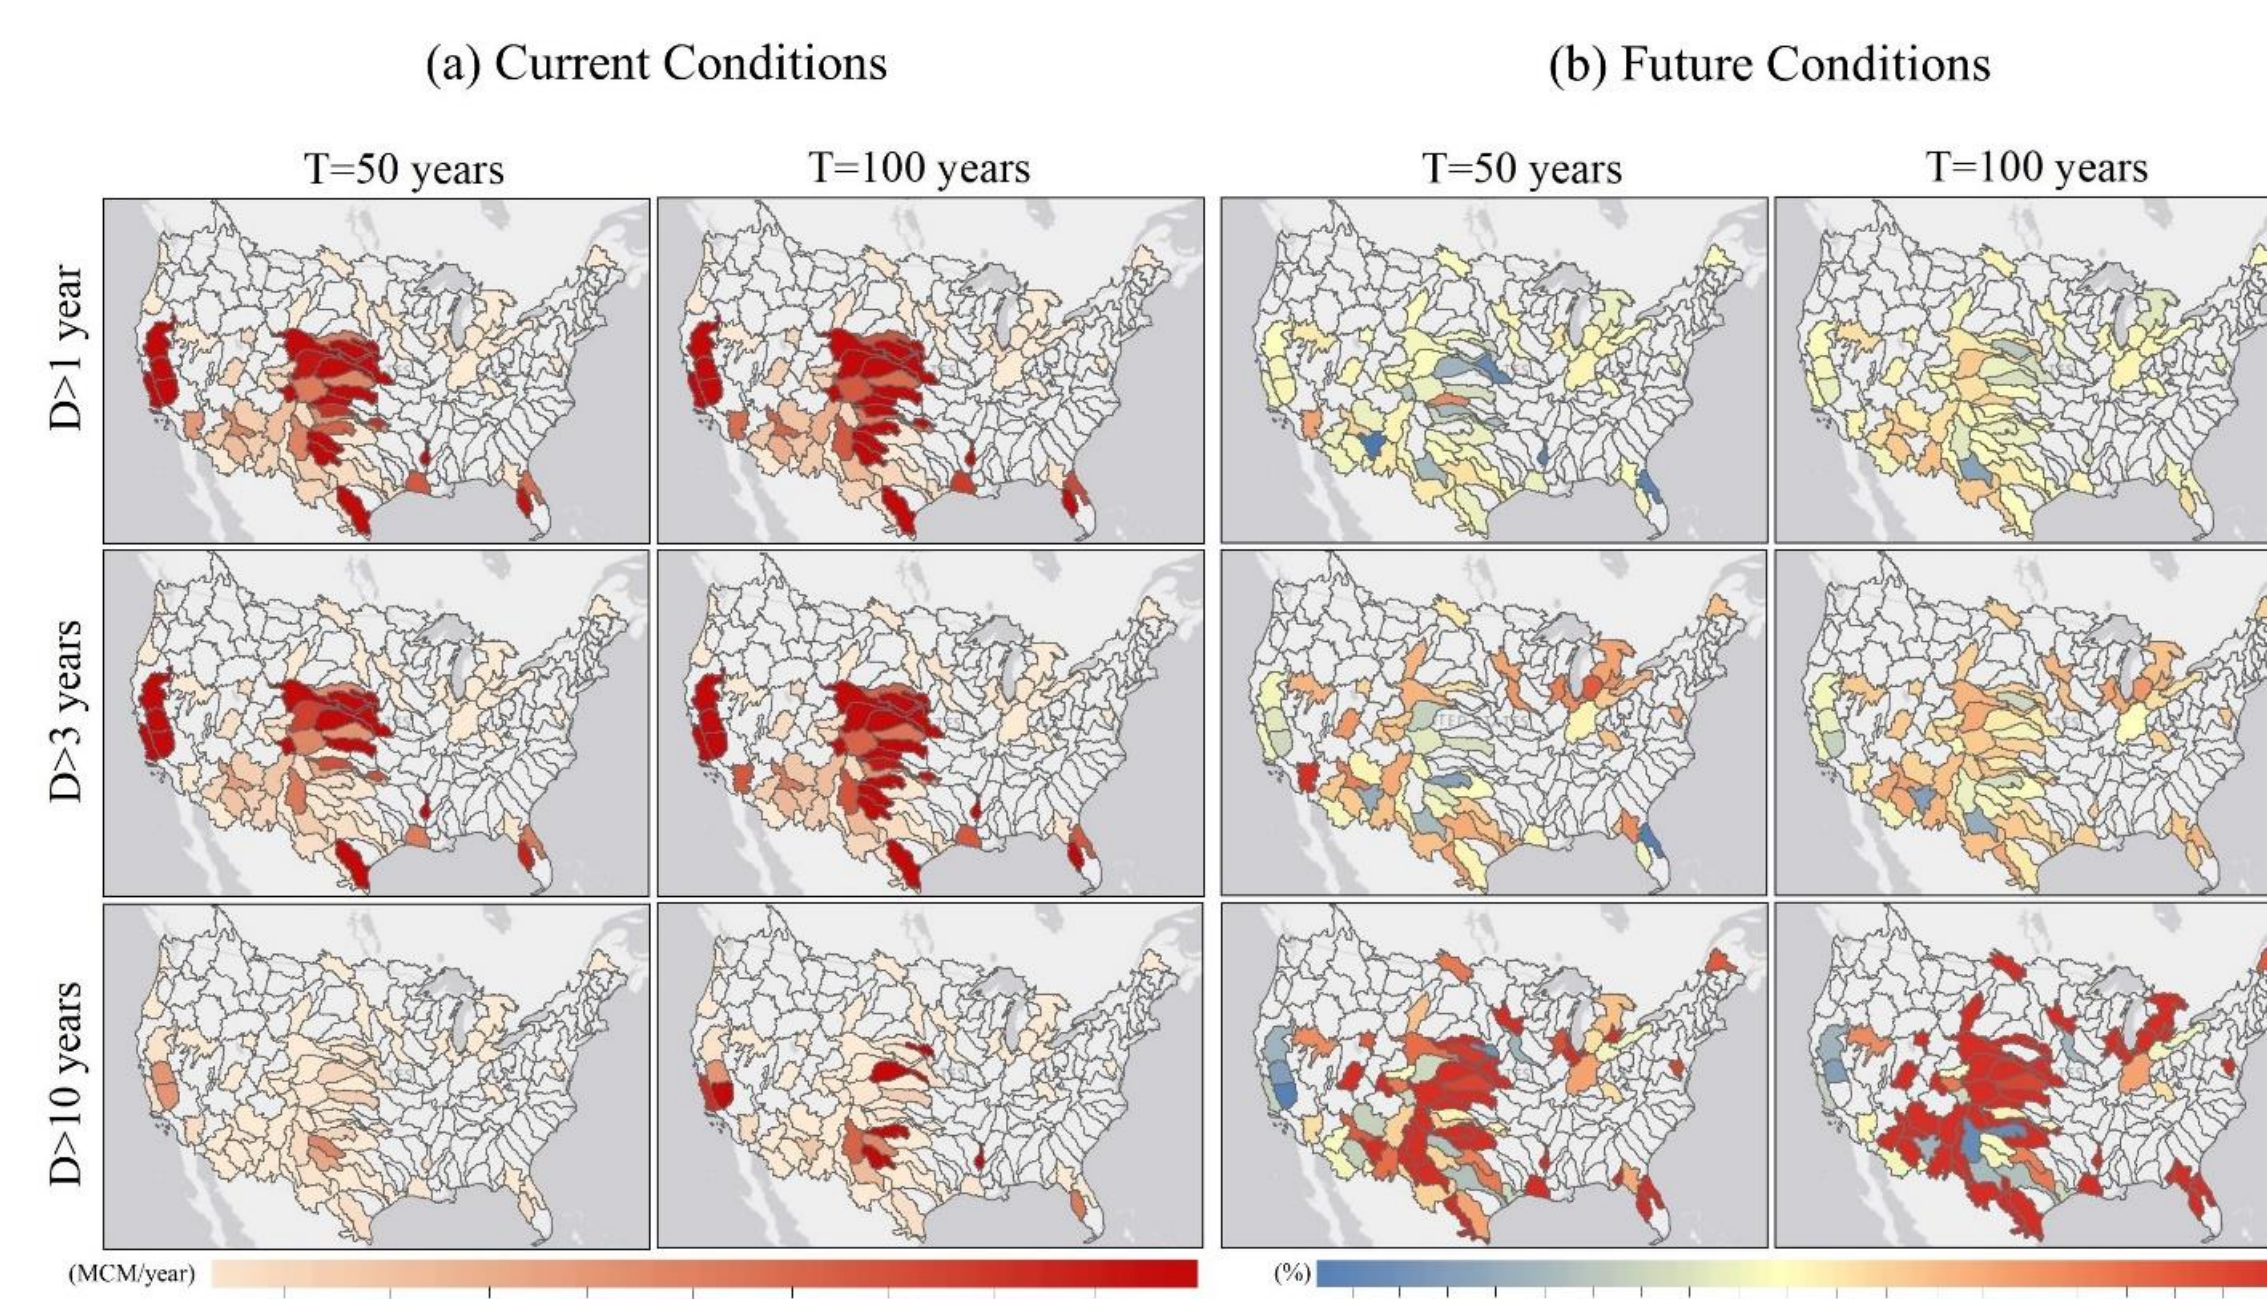 (a) Current Conditions
(b) Future Conditions
T=50 years
T=100 years
T=50 years
T=100 years
D>1 year
D>3 years
D>10 years
(MCM/year)
(%)